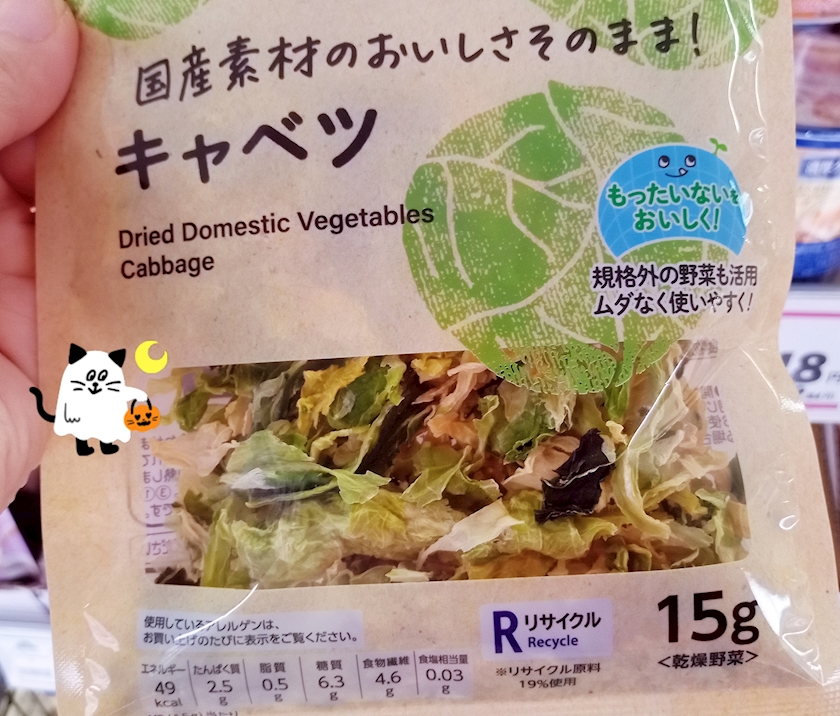 国産素材のおいしさそのまま!
キャベツ
Dried Domestic Vegetables
Cabbage
もったいないを
おいしく!
規格外の野菜も活用
ムダなく使いやすく!
使用しているアレルゲンは、
お買い上げのたびに表示をご覧ください。
R リサイクル
Recycle
※リサイクル原料
19%使用
15g
<乾燥野菜>
エネルギー たんぱく質 脂質 糖質 食物繊維 食塩相当量
49 2.5 0.5 6.3 4.6 0.03
kcal g g g g g